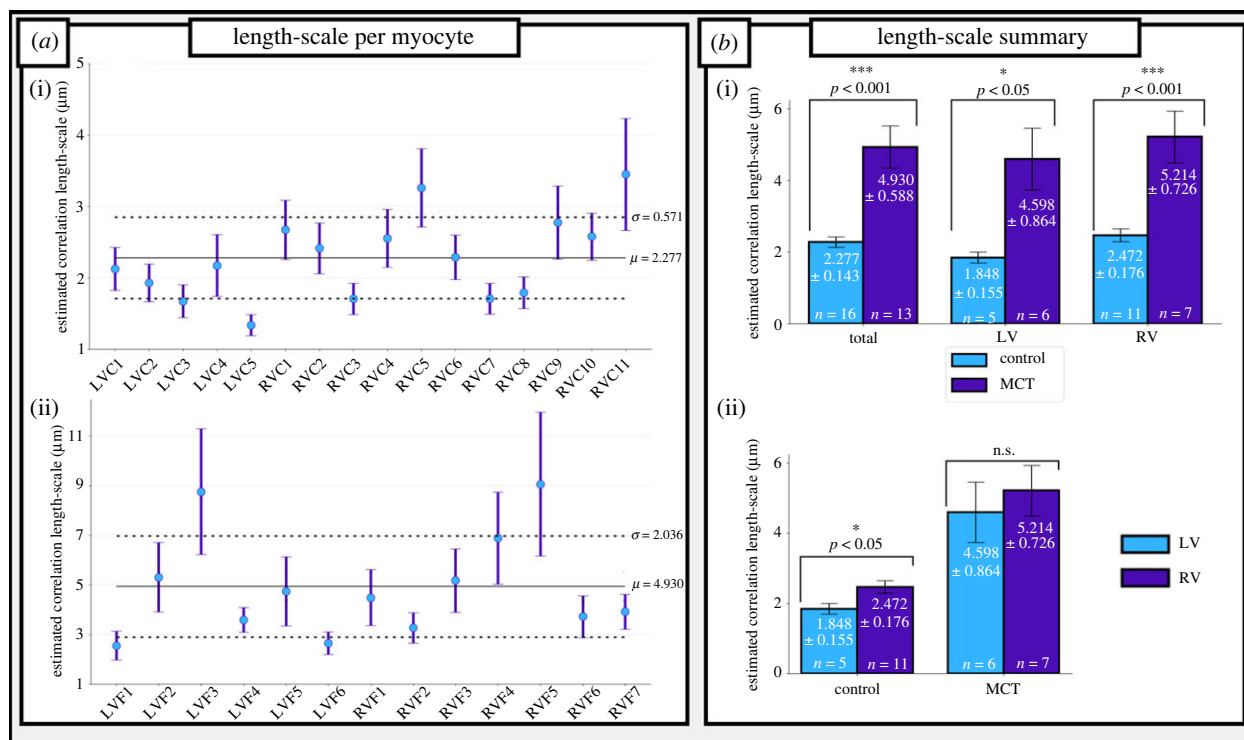 (a)
length-scale per myocyte
(i)
estimated correlation length-scale (µm)
5
4
3
2
1
σ = 0.571
µ = 2.277
LVC1
LVC2
LVC3
LVC4
LVC5
RVC1
RVC2
RVC3
RVC4
RVC5
RVC6
RVC7
RVC8
RVC9
RVC10
RVC11
(ii)
estimated correlation length-scale (µm)
11
9
7
5
3
1
σ = 2.036
µ = 4.930
LVF1
LVF2
LVF3
LVF4
LVF5
LVF6
RVF1
RVF2
RVF3
RVF4
RVF5
RVF6
RVF7
(b)
length-scale summary
(i)
estimated correlation length-scale (µm)
6
4
2
0
***
p < 0.001
*
p < 0.05
***
p < 0.001
2.277
± 0.143
n = 16
4.930
± 0.588
n = 13
1.848
± 0.155
n = 5
4.598
± 0.864
n = 6
2.472
± 0.176
n = 11
5.214
± 0.726
n = 7
total
LV
RV
control
MCT
(ii)
estimated correlation length-scale (µm)
6
4
2
0
*
p < 0.05
n.s.
1.848
± 0.155
n = 5
2.472
± 0.176
n = 11
4.598
± 0.864
n = 6
5.214
± 0.726
n = 7
control
MCT
LV
RV